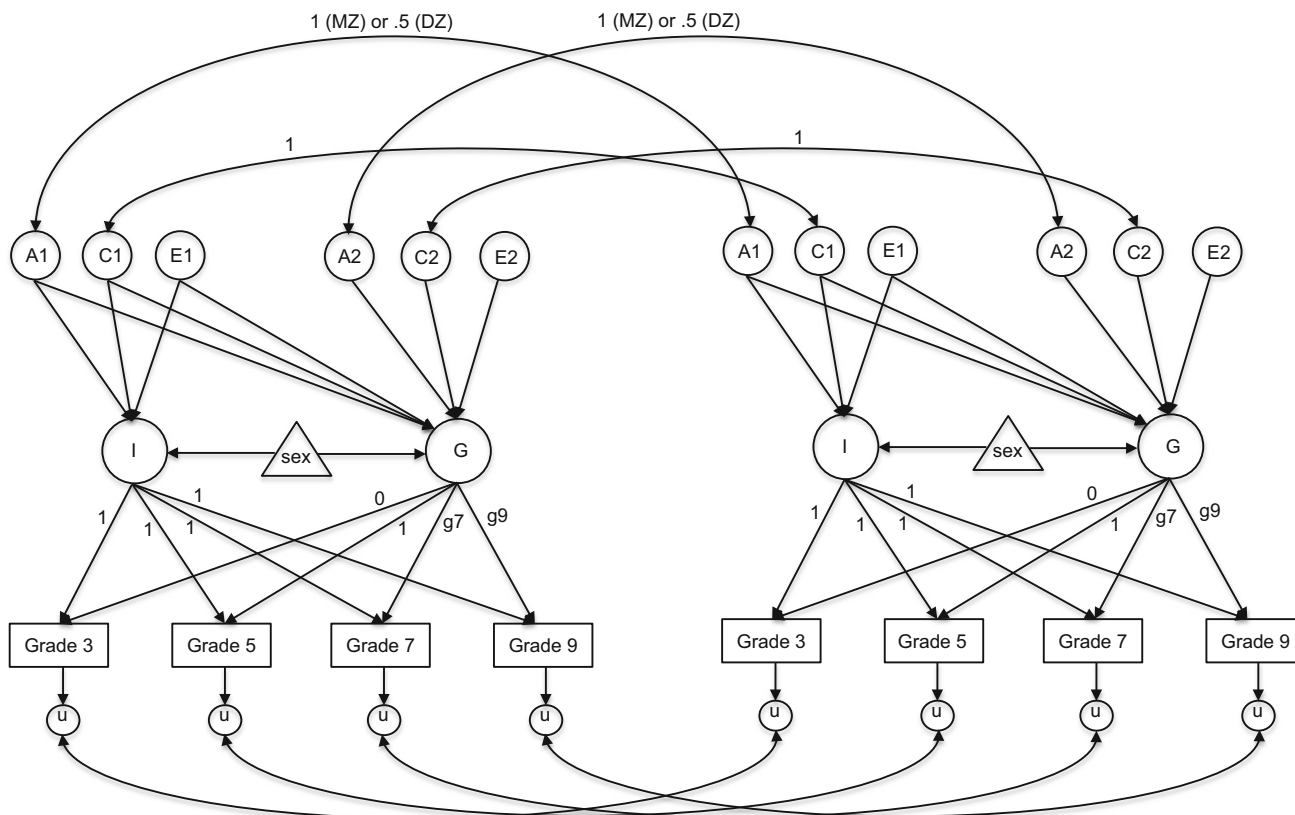 1 (MZ) or .5 (DZ)
1 (MZ) or .5 (DZ)
1
1
A1
C1
E1
A2
C2
E2
A1
C1
E1
A2
C2
E2
I
sex
G
I
sex
G
1
1
1
1
0
1
g7
g9
1
1
1
1
0
1
g7
g9
Grade 3
Grade 5
Grade 7
Grade 9
Grade 3
Grade 5
Grade 7
Grade 9
u
u
u
u
u
u
u
u